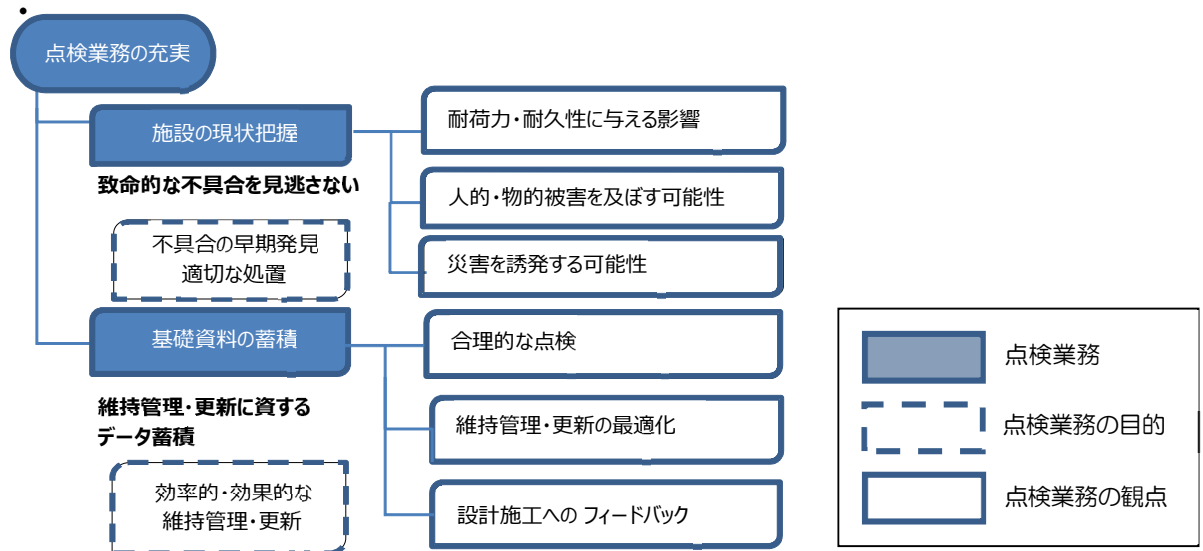 点検業務の充実
施設の現状把握
致命的な不具合を見逃さない
不具合の早期発見
適切な処置
耐荷力・耐久性に与える影響
人的・物的被害を及ぼす可能性
災害を誘発する可能性
基礎資料の蓄積
維持管理・更新に資する
データ蓄積
効率的・効果的な
維持管理・更新
合理的な点検
維持管理・更新の最適化
設計施工への フィードバック
点検業務
点検業務の目的
点検業務の観点